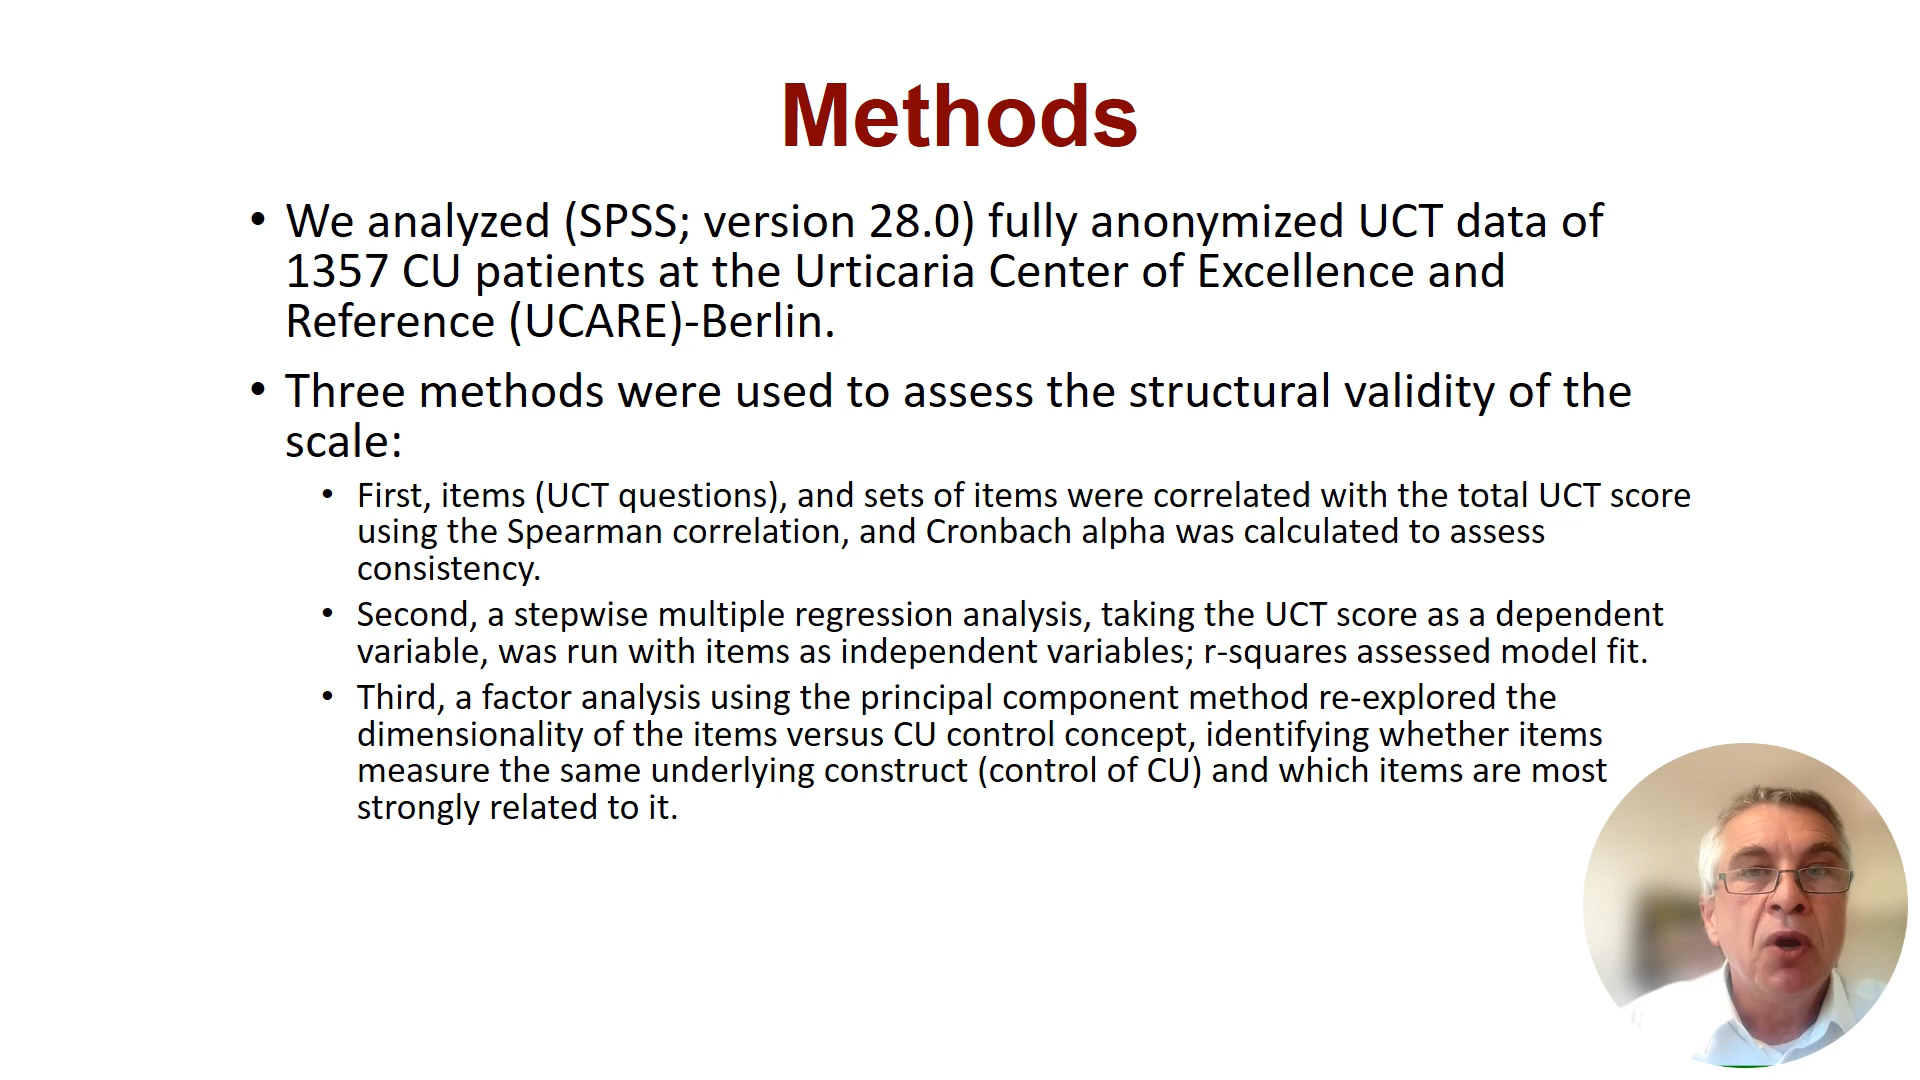 Methods
• We analyzed (SPSS; version 28.0) fully anonymized UCT data of
1357 CU patients at the Urticaria Center of Excellence and
Reference (UCARE)-Berlin.
• Three methods were used to assess the structural validity of the
scale:
• First, items (UCT questions), and sets of items were correlated with the total UCT score
using the Spearman correlation, and Cronbach alpha was calculated to assess
consistency.
• Second, a stepwise multiple regression analysis, taking the UCT score as a dependent
variable, was run with items as independent variables; r-squares assessed model fit.
• Third, a factor analysis using the principal component method re-explored the
dimensionality of the items versus CU control concept, identifying whether items
measure the same underlying construct (control of CU) and which items are most
strongly related to it.